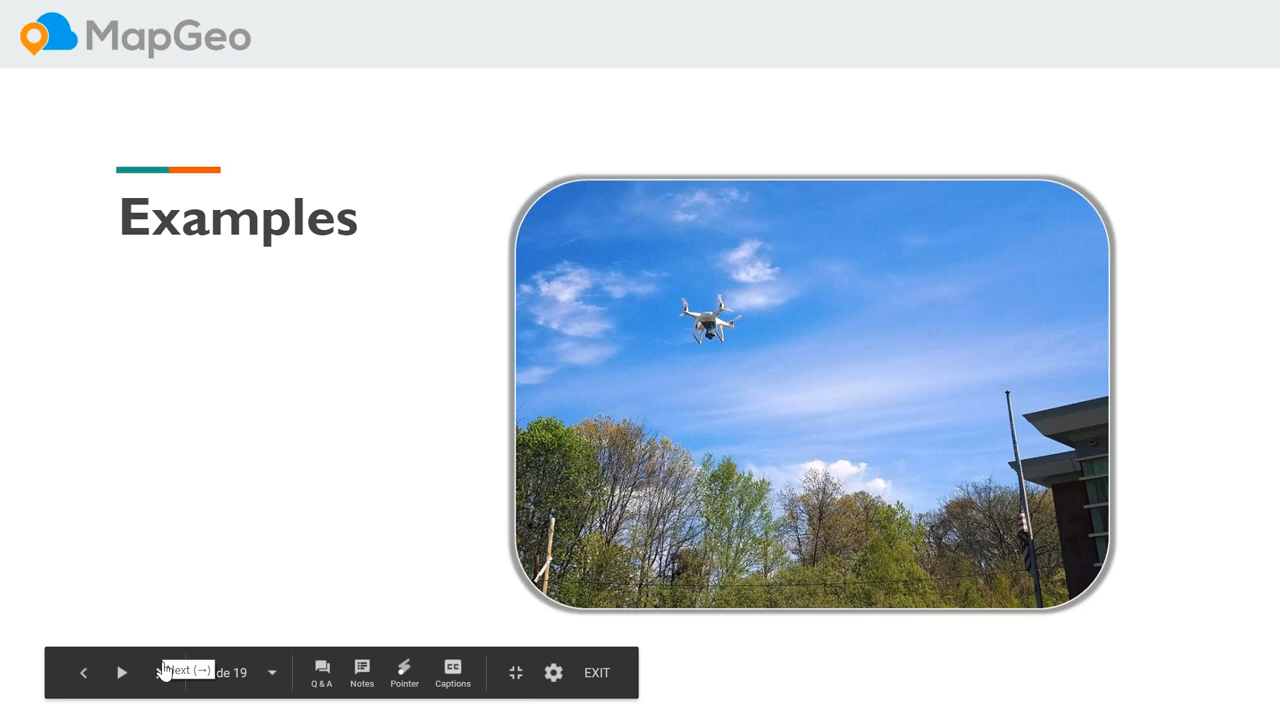 MapGeo
Examples
Next (→)
de 19
Q & A
Notes
Pointer
Captions
EXIT